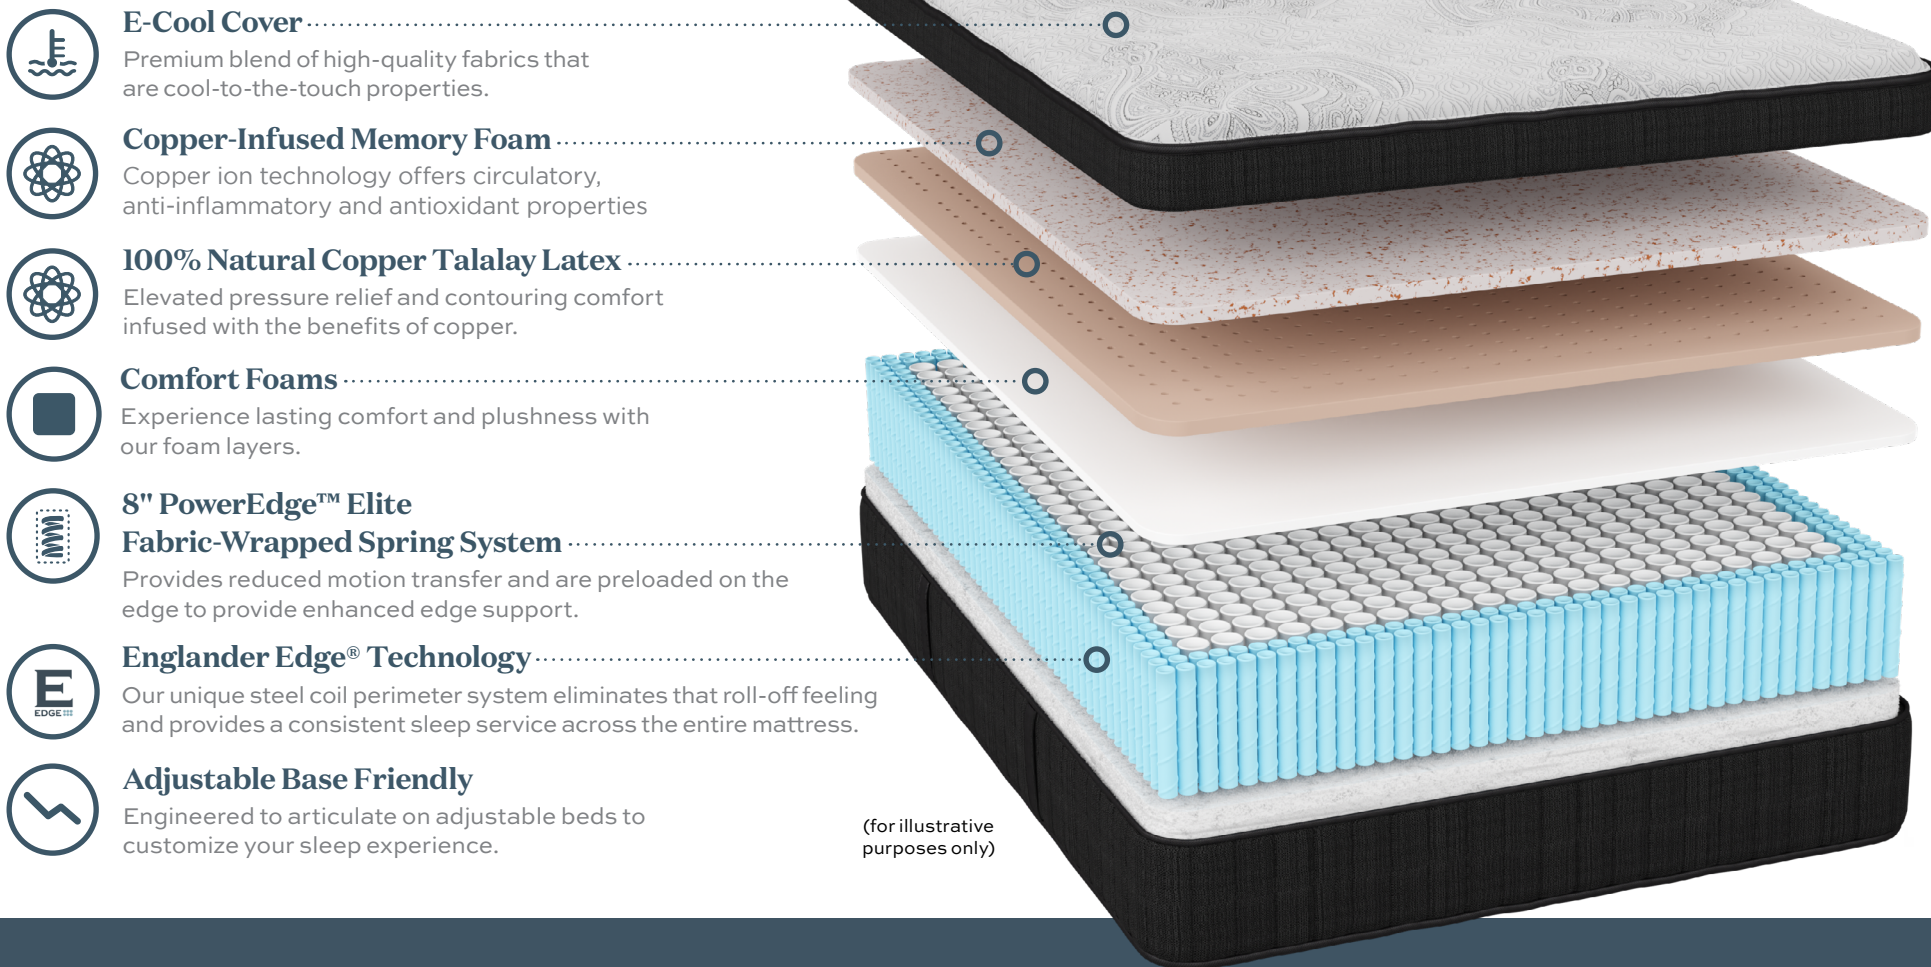 E-Cool Cover
Premium blend of high-quality fabrics that
are cool-to-the-touch properties.
Copper-Infused Memory Foam
Copper ion technology offers circulatory,
anti-inflammatory and antioxidant properties
100% Natural Copper Talalay Latex
Elevated pressure relief and contouring comfort
infused with the benefits of copper.
Comfort Foams
Experience lasting comfort and plushness with
our foam layers.
8" PowerEdge™ Elite
Fabric-Wrapped Spring System
Provides reduced motion transfer and are preloaded on the
edge to provide enhanced edge support.
E
EDGE
Englander Edge® Technology
Our unique steel coil perimeter system eliminates that roll-off feeling
and provides a consistent sleep service across the entire mattress.
Adjustable Base Friendly
Engineered to articulate on adjustable beds to
customize your sleep experience.
(for illustrative
purposes only)